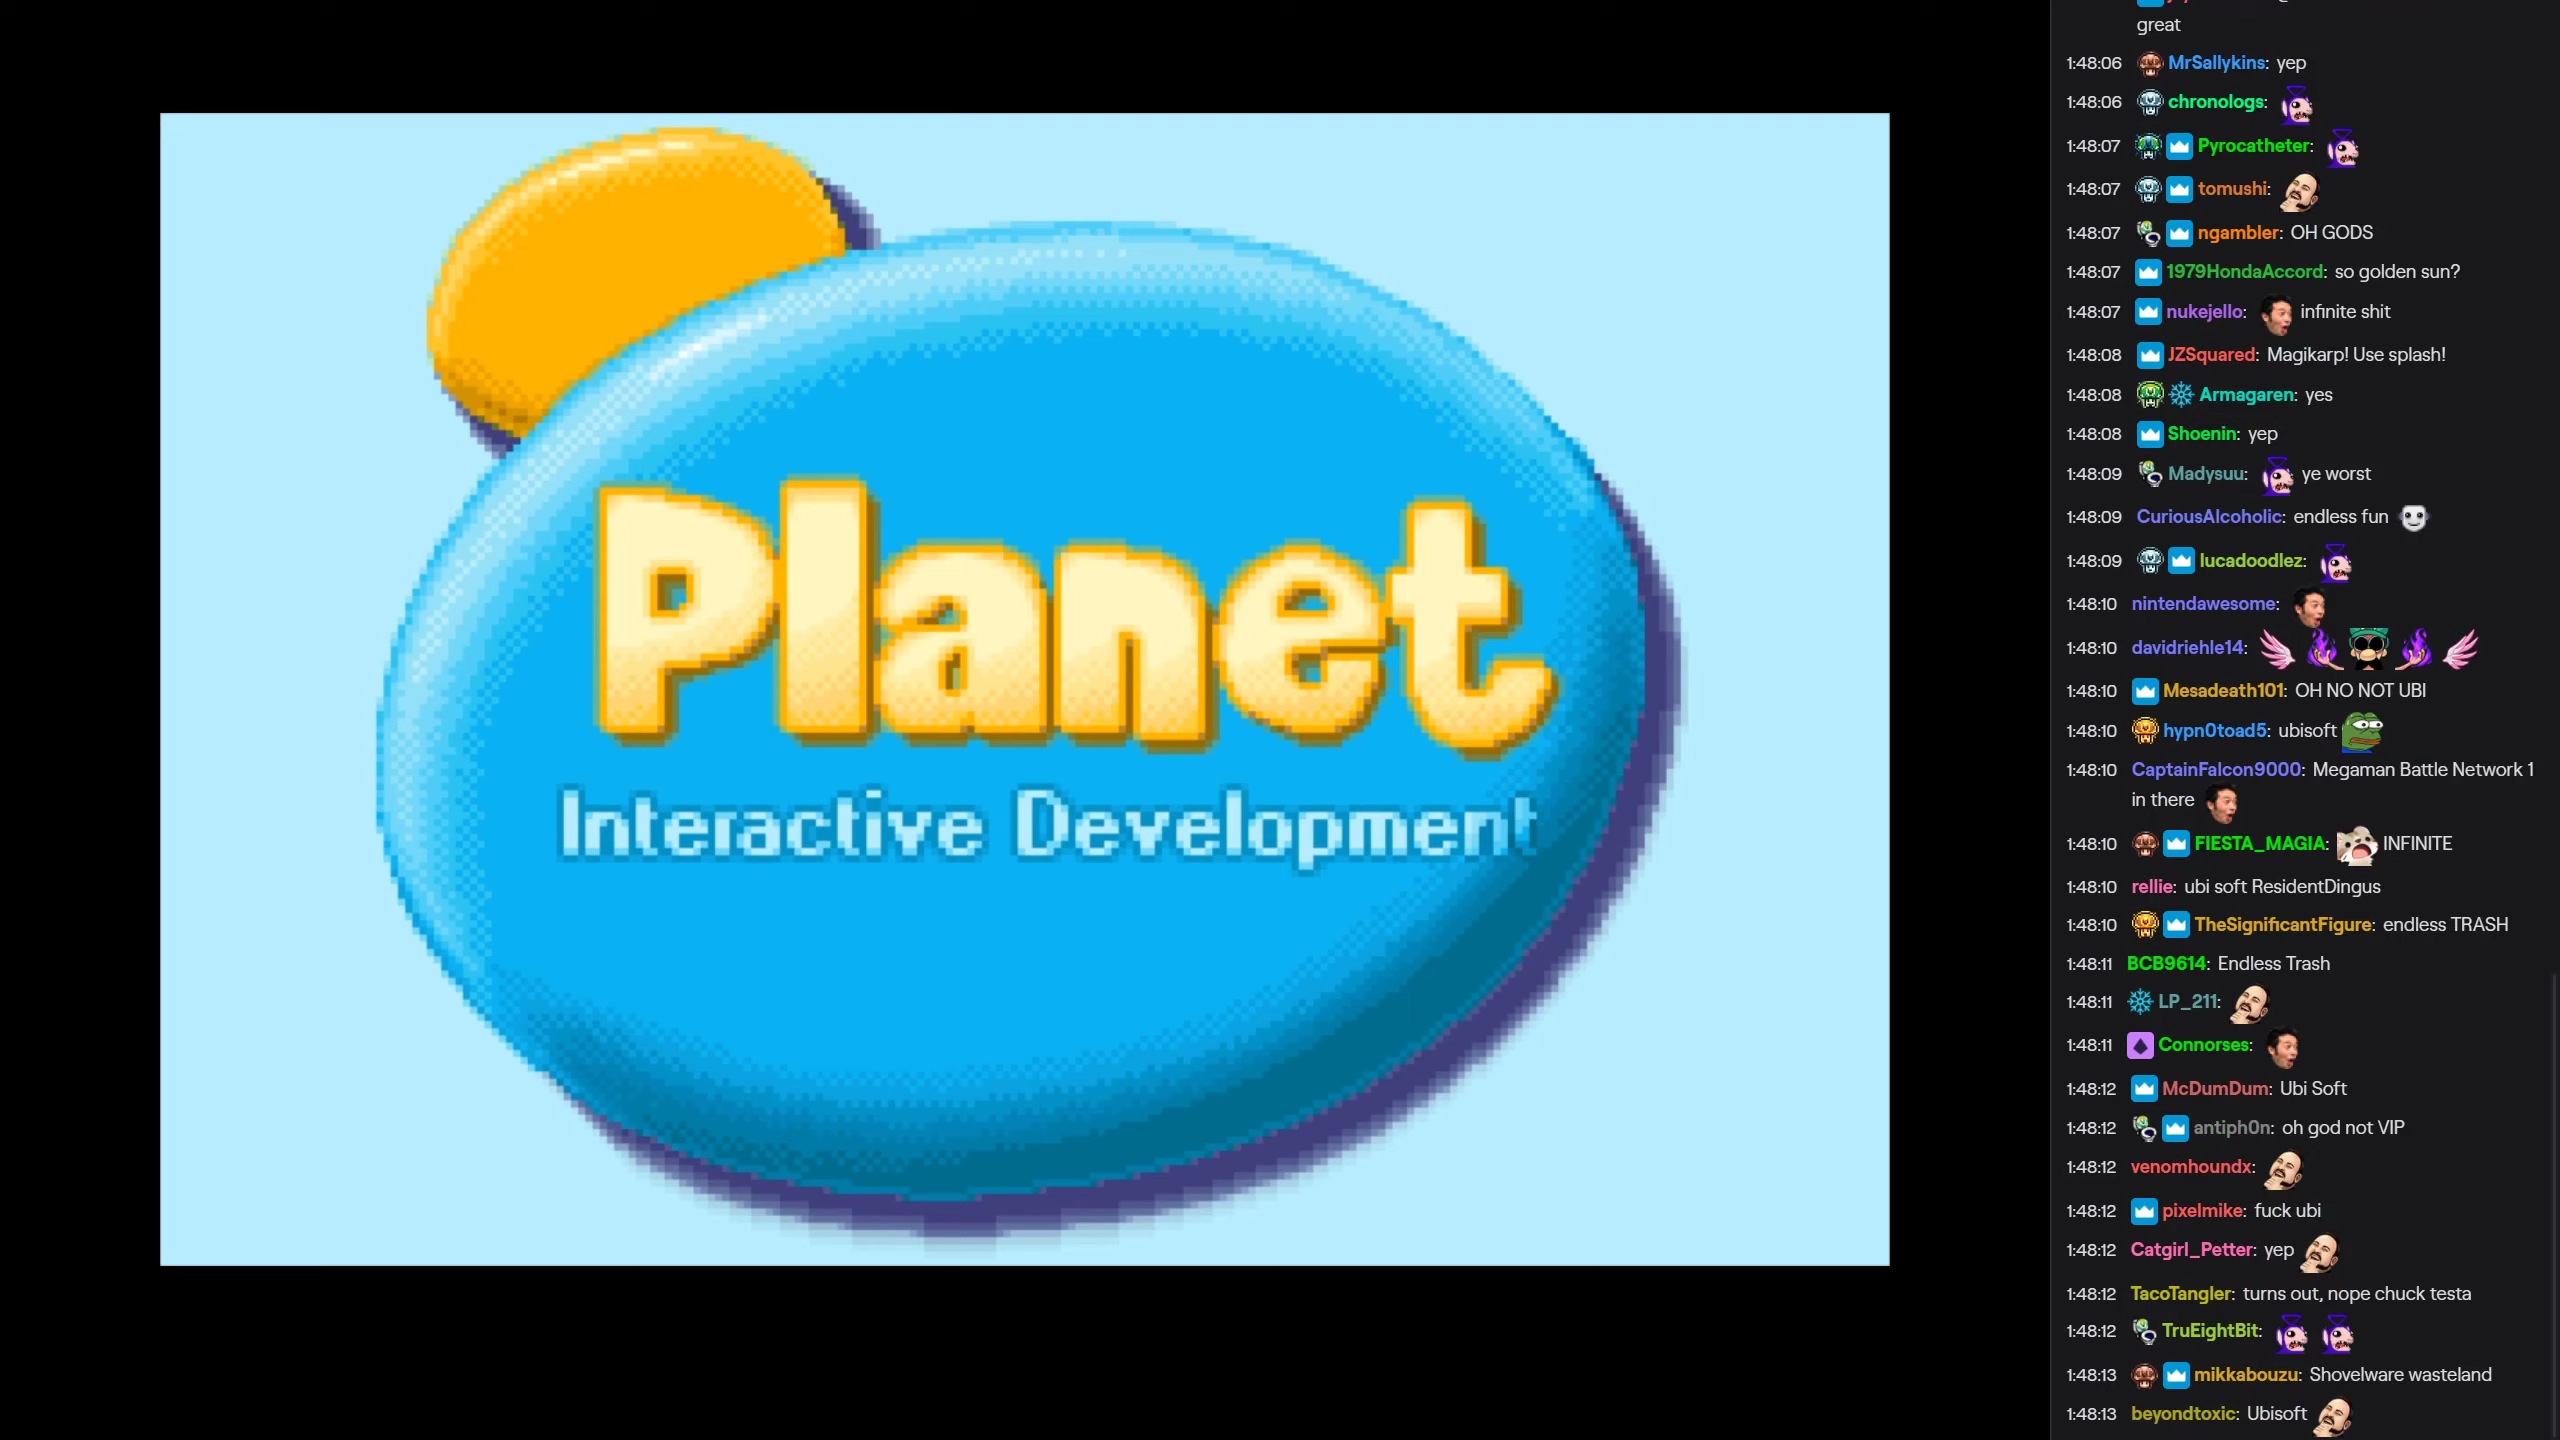 Planet
Interactive Development
great
1:48:06 MrSallykins: yep
1:48:06 chronologs:
1:48:07 Pyrocatheter:
1:48:07 tomushi:
1:48:07 ngambler: OH GODS
1:48:07 1979HondaAccord: so golden sun?
1:48:07 nukejello: infinite shit
1:48:08 JZSquared: Magikarp! Use splash!
1:48:08 Armagaren: yes
1:48:08 Shoenin: yep
1:48:09 Madysuu: ye worst
1:48:09 CuriousAlcoholic: endless fun
1:48:09 lucadoodlez:
1:48:10 nintendawesome:
1:48:10 davidriehle14:
1:48:10 Mesadeath101: OH NO NOT UBI
1:48:10 hypn0toad5: ubisoft
1:48:10 CaptainFalcon9000: Megaman Battle Network 1
in there
1:48:10 FIESTA_MAGIA: INFINITE
1:48:10 rellie: ubi soft ResidentDingus
1:48:10 TheSignificantFigure: endless TRASH
1:48:11 BCB9614: Endless Trash
1:48:11 LP_211:
1:48:11 Connorses:
1:48:12 McDumDum: Ubi Soft
1:48:12 antiph0n: oh god not VIP
1:48:12 venomhoundx:
1:48:12 pixelmike: fuck ubi
1:48:12 Catgirl_Petter: yep
1:48:12 TacoTangler: turns out, nope chuck testa
1:48:12 TruEightBit:
1:48:13 mikkabouzu: Shovelware wasteland
1:48:13 beyondtoxic: Ubisoft